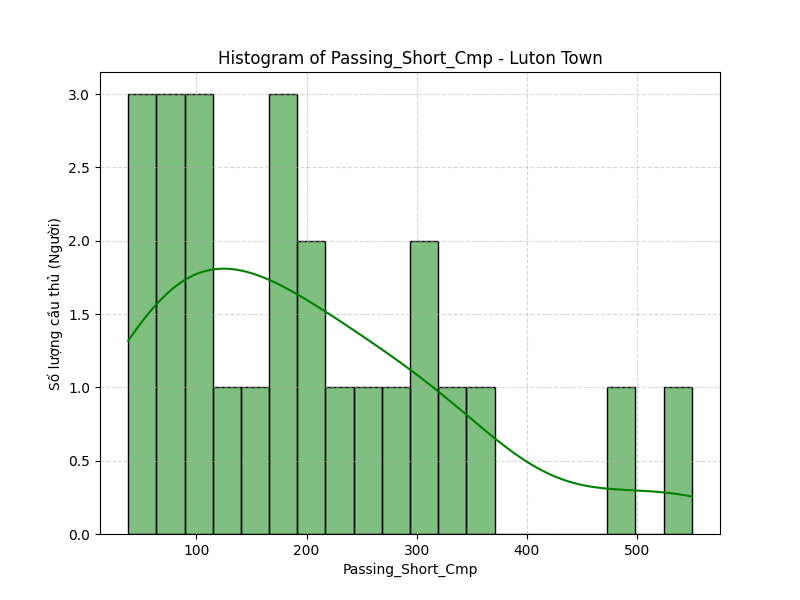 Histogram of Passing_Short_Cmp - Luton Town
Số lượng cầu thủ (Người)
3.0
2.5
2.0
1.5
1.0
0.5
0.0
100 200 300 400 500
Passing_Short_Cmp